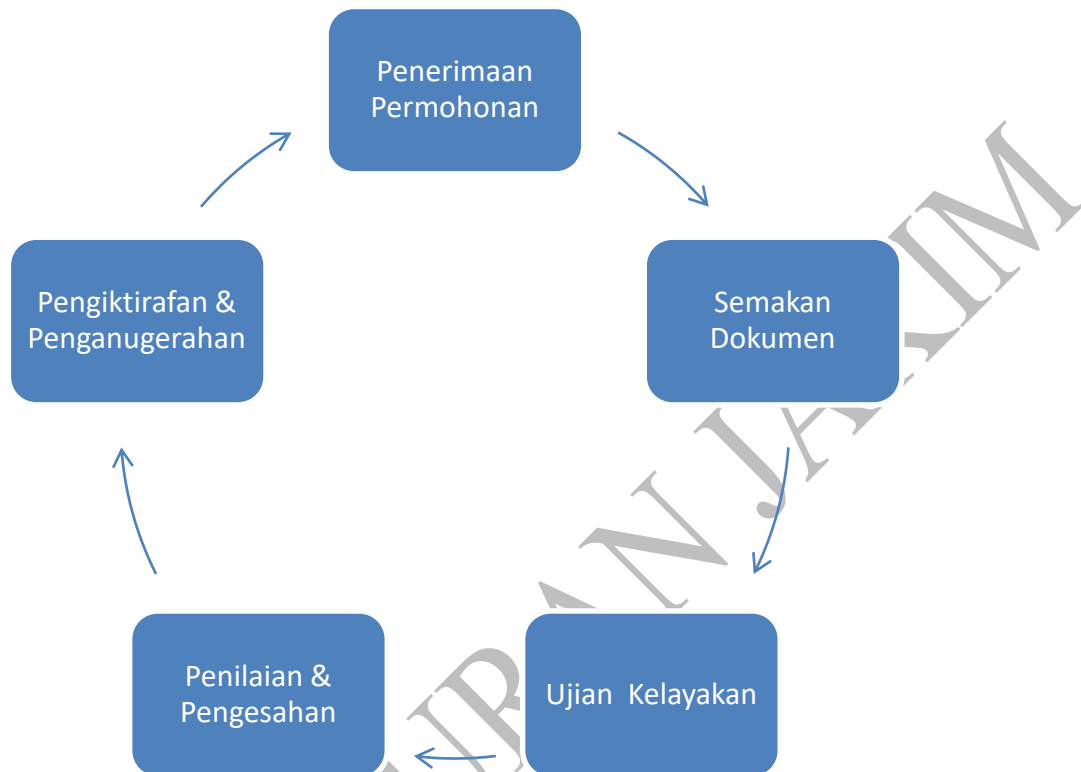 Penerimaan
Permohonan
Semakan
Dokumen
Ujian Kelayakan
Penilaian &
Pengesahan
Pengiktirafan &
Penganugerahan